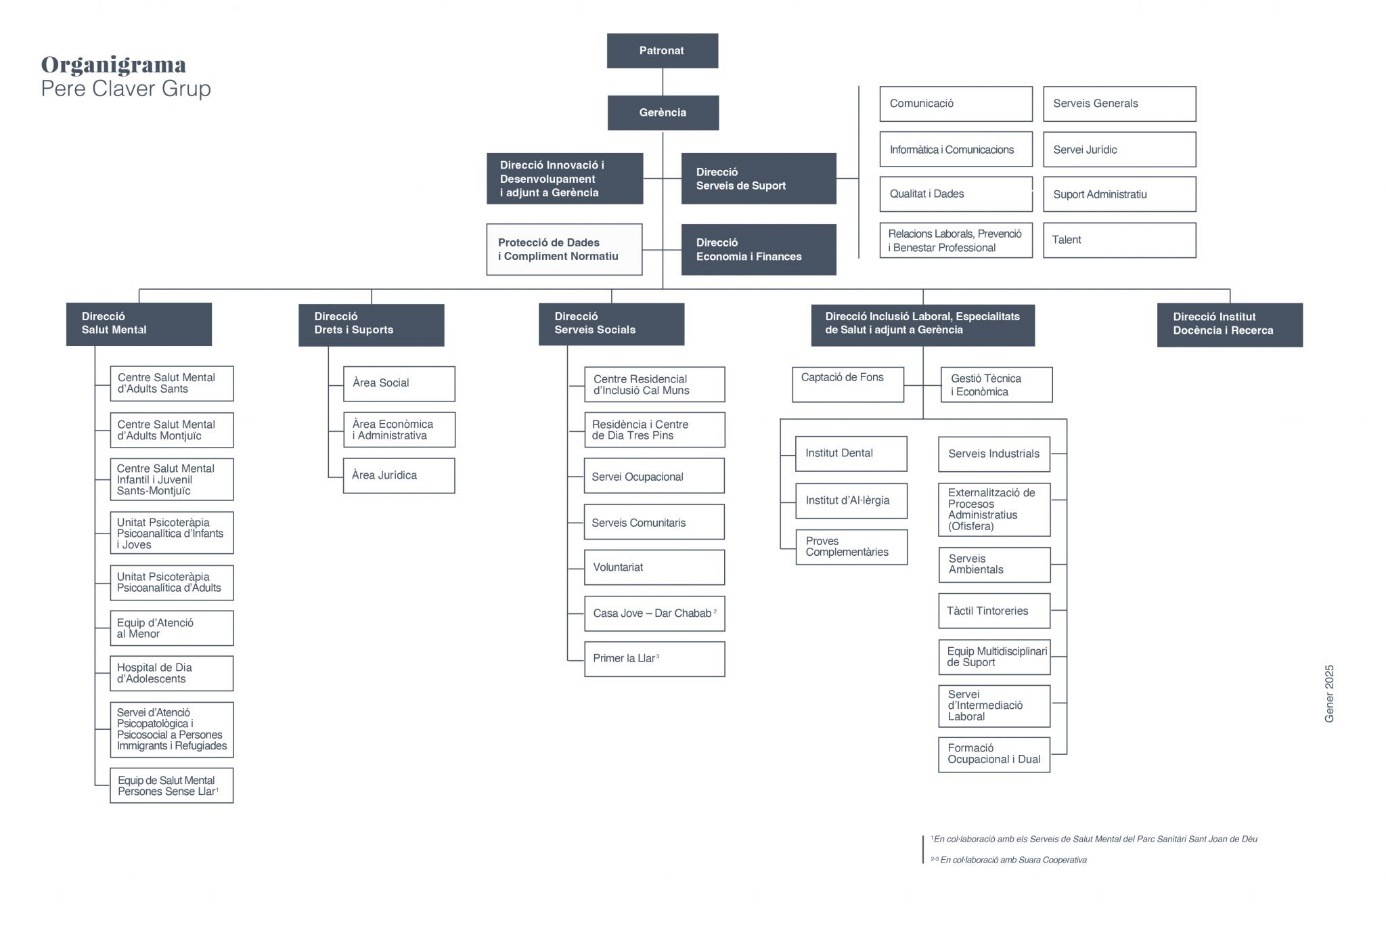 Organigrama
Pere Claver Grup
Patronat
Gerència
Direcció Innovació i
Desenvolupament
i adjunt a Gerència
Direcció
Serveis de Suport
Protecció de Dades
i Compliment Normatiu
Direcció
Economia i Finances
Comunicació
Serveis Generals
Informàtica i Comunicacions
Servei Jurídic
Qualitat i Dades
Suport Administratiu
Relacions Laborals, Prevenció
i Benestar Professional
Talent
Direcció
Salut Mental
Centre Salut Mental
d'Adults Sants
Centre Salut Mental
d'Adults Montjuïc
Centre Salut Mental
Infantil i Juvenil
Sants-Montjuïc
Unitat Psicoteràpia
Psicoanalítica d'Infants
i Joves
Unitat Psicoteràpia
Psicoanalítica d'Adults
Equip d'Atenció
al Menor
Hospital de Dia
d'Adolescents
Servei d'Atenció
Psicopatològica i
Psicosocial a Persones
Immigrants i Refugiades
Equip de Salut Mental
Persones Sense Llar¹
Direcció
Drets i Suports
Àrea Social
Àrea Econòmica
i Administrativa
Àrea Jurídica
Direcció
Serveis Socials
Centre Residencial
d'Inclusió Cal Muns
Residència i Centre
de Dia Tres Pins
Servei Ocupacional
Serveis Comunitaris
Voluntariat
Casa Jove – Dar Chabab ²
Primer la Llar³
Direcció Inclusió Laboral, Especialitats
de Salut i adjunt a Gerència
Captació de Fons
Gestió Tècnica
i Econòmica
Institut Dental
Institut d'Al·lèrgia
Proves
Complementàries
Serveis Industrials
Externalització de
Procesos
Administratius
(Ofisfera)
Serveis
Ambientals
Tàctil Tintoreries
Equip Multidisciplinari
de Suport
Servei
d'Intermediació
Laboral
Formació
Ocupacional i Dual
Direcció Institut
Docència i Recerca
Gener 2025
¹En col·laboració amb els Serveis de Salut Mental del Parc Sanitàri Sant Joan de Déu
²⁻³ En col·laboració amb Suara Cooperativa